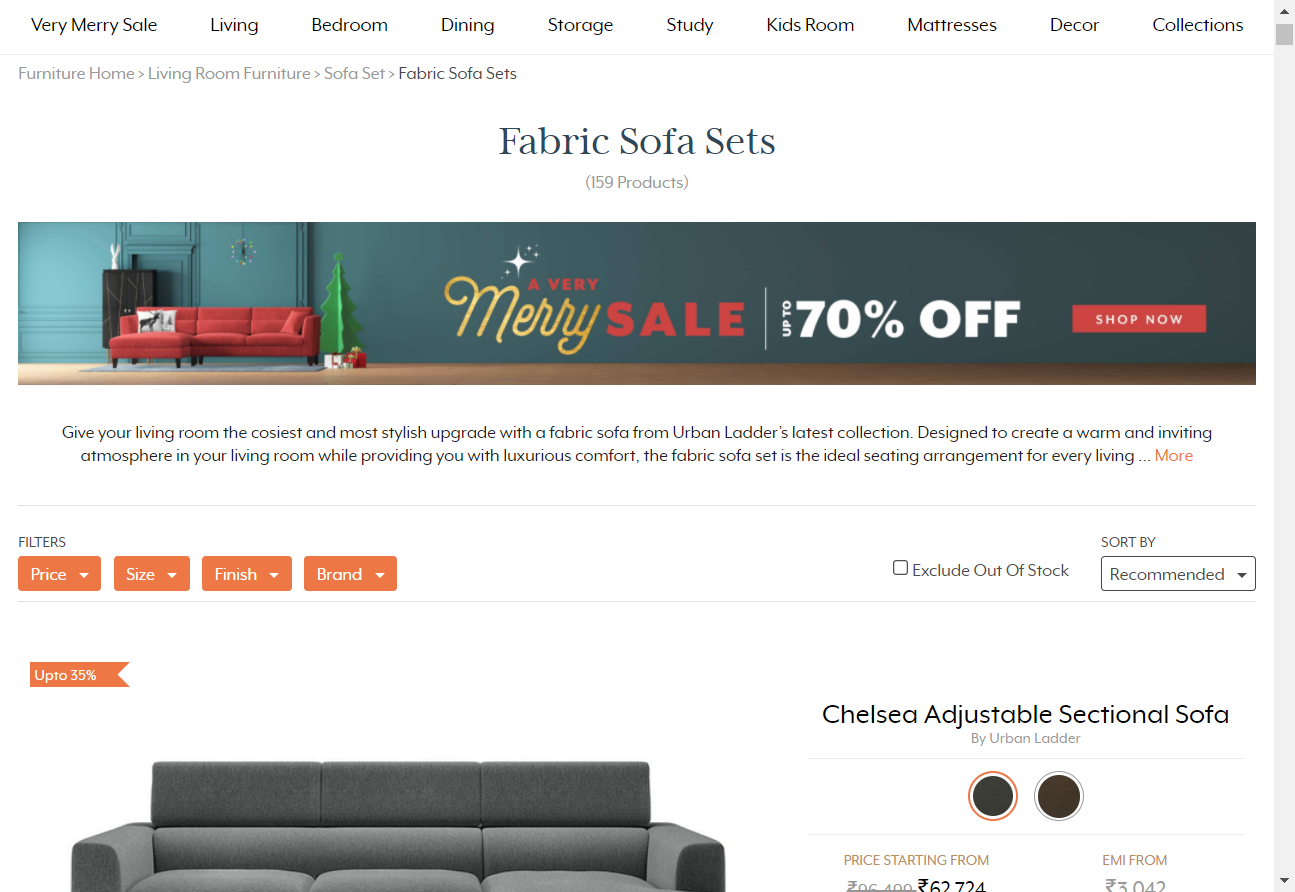 Very Merry Sale Living Bedroom Dining Storage Study Kids Room Mattresses Decor Collections
Furniture Home > Living Room Furniture > Sofa Set > Fabric Sofa Sets
Fabric Sofa Sets
(159 Products)
A VERY
Merry SALE UP TO 70% OFF SHOP NOW
Give your living room the cosiest and most stylish upgrade with a fabric sofa from Urban Ladder's latest collection. Designed to create a warm and inviting
atmosphere in your living room while providing you with luxurious comfort, the fabric sofa set is the ideal seating arrangement for every living ... More
FILTERS
Price Size Finish Brand
Exclude Out Of Stock
SORT BY
Recommended
Upto 35%
Chelsea Adjustable Sectional Sofa
By Urban Ladder
PRICE STARTING FROM EMI FROM
₹96,499 ₹62,724 ₹3,042